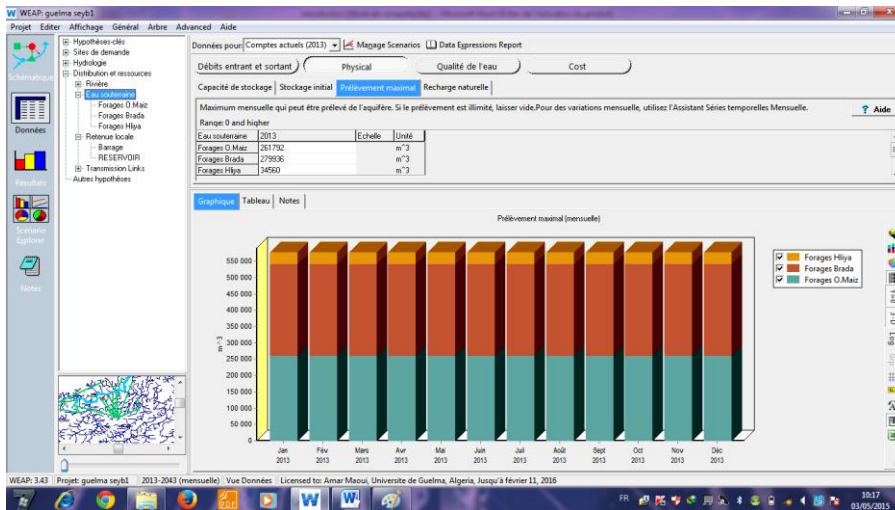 WEAP: guelma seyb1
Projet Editer Affichage Général Arbre Advanced Aide
Schématique
Données
Résultats
Scenario Explorer
Notes
Hypothèses-clés
Sites de demande
Hydrologie
Distribution et ressources
Rivière
Eau souterraine
Forages O.Maiz
Forages Brada
Forages Hliya
Retenue locale
Barrage
RESERVOIR
Transmission Links
Autres hypothèses
Données pour: Comptes actuels (2013) Manage Scenarios Data Expressions Report
Débits entrant et sortant Physical Qualité de l'eau Cost
Capacité de stockage Stockage initial Prélèvement maximal Recharge naturelle
Maximum mensuelle qui peut être prélevé de l'aquifère. Si le prélèvement est illimité, laisser vide.Pour des variations mensuelle, utilisez l'Assistant Séries temporelles Mensuelle.
? Aide
Range: 0 and higher
Eau souterraine 2013 Echelle Unité
Forages O.Maiz 261792 m^3
Forages Brada 279936 m^3
Forages Hliya 34560 m^3
Graphique Tableau Notes
Prélèvement maximal (mensuelle)
550 000
500 000
450 000
400 000
350 000
300 000
250 000
200 000
150 000
100 000
50 000
0
m^3
Jan 2013 Fév 2013 Mars 2013 Avr 2013 Mai 2013 Juin 2013 Juil 2013 Août 2013 Sept 2013 Oct 2013 Nov 2013 Déc 2013
Forages Hliya
Forages Brada
Forages O.Maiz
Y=0
3-D
Log
WEAP: 3.43 Projet: guelma seyb1 2013-2043 (mensuelle) Vue Données Licensed to: Amar Maoui, Universite de Guelma, Algeria, Jusqu'à février 11, 2016
FR
10:17
03/05/2015